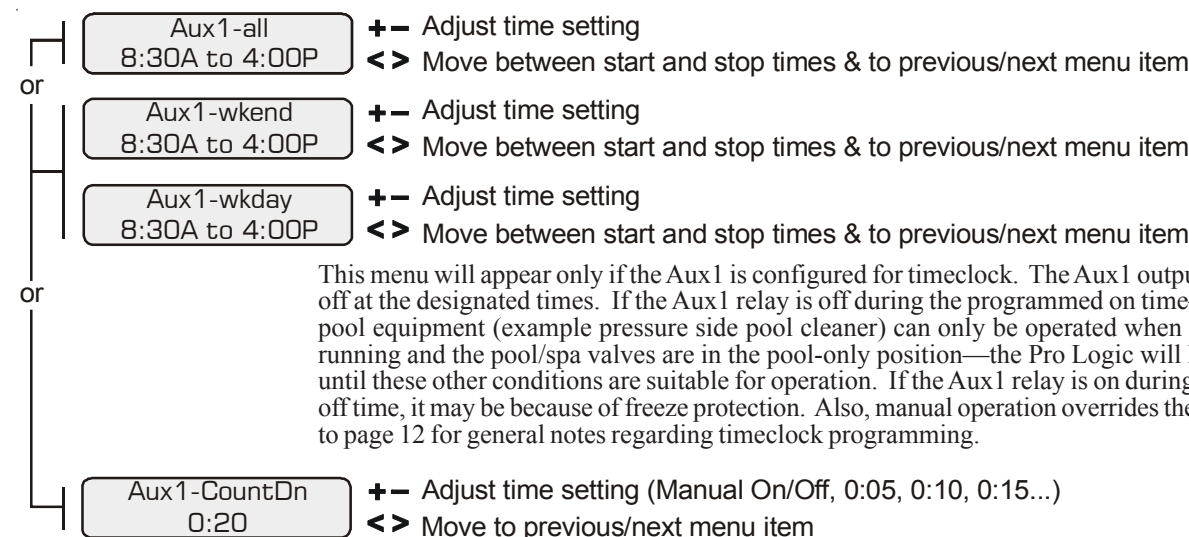 Aux1-all
8:30A to 4:00P
+– Adjust time setting
<> Move between start and stop times & to previous/next menu item
or
Aux1-wkend
8:30A to 4:00P
+– Adjust time setting
<> Move between start and stop times & to previous/next menu item
Aux1-wkday
8:30A to 4:00P
+– Adjust time setting
<> Move between start and stop times & to previous/next menu item
or
This menu will appear only if the Aux1 is configured for timeclock. The Aux1 outpu
off at the designated times. If the Aux1 relay is off during the programmed on time
pool equipment (example pressure side pool cleaner) can only be operated when
running and the pool/spa valves are in the pool-only position—the Pro Logic will
until these other conditions are suitable for operation. If the Aux1 relay is on during
off time, it may be because of freeze protection. Also, manual operation overrides the
to page 12 for general notes regarding timeclock programming.
Aux1-CountDn
0:20
+– Adjust time setting (Manual On/Off, 0:05, 0:10, 0:15...)
<> Move to previous/next menu item